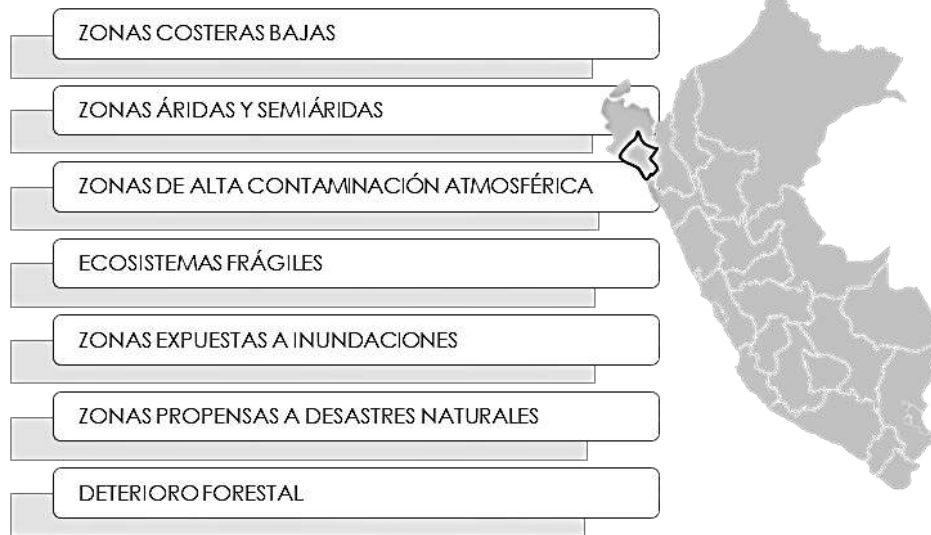 ZONAS COSTERAS BAJAS
ZONAS ÁRIDAS Y SEMIÁRIDAS
ZONAS DE ALTA CONTAMINACIÓN ATMOSFÉRICA
ECOSISTEMAS FRÁGILES
ZONAS EXPUESTAS A INUNDACIONES
ZONAS PROPENSAS A DESASTRES NATURALES
DETERIORO FORESTAL